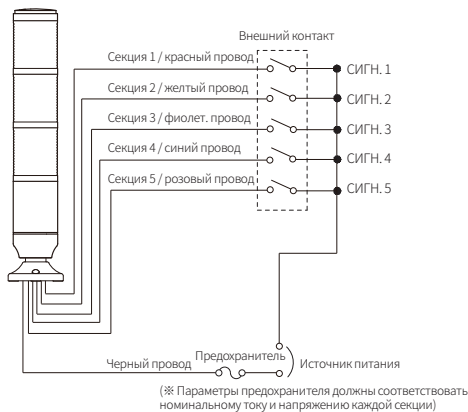 Внешний контакт
Секция 1 / красный провод
СИГН. 1
Секция 2 / желтый провод
СИГН. 2
Секция 3 / фиолет. провод
СИГН. 3
Секция 4 / синий провод
СИГН. 4
Секция 5 / розовый провод
СИГН. 5
Черный провод
Предохранитель
Источник питания
(※ Параметры предохранителя должны соответствовать
номинальному току и напряжению каждой секции)